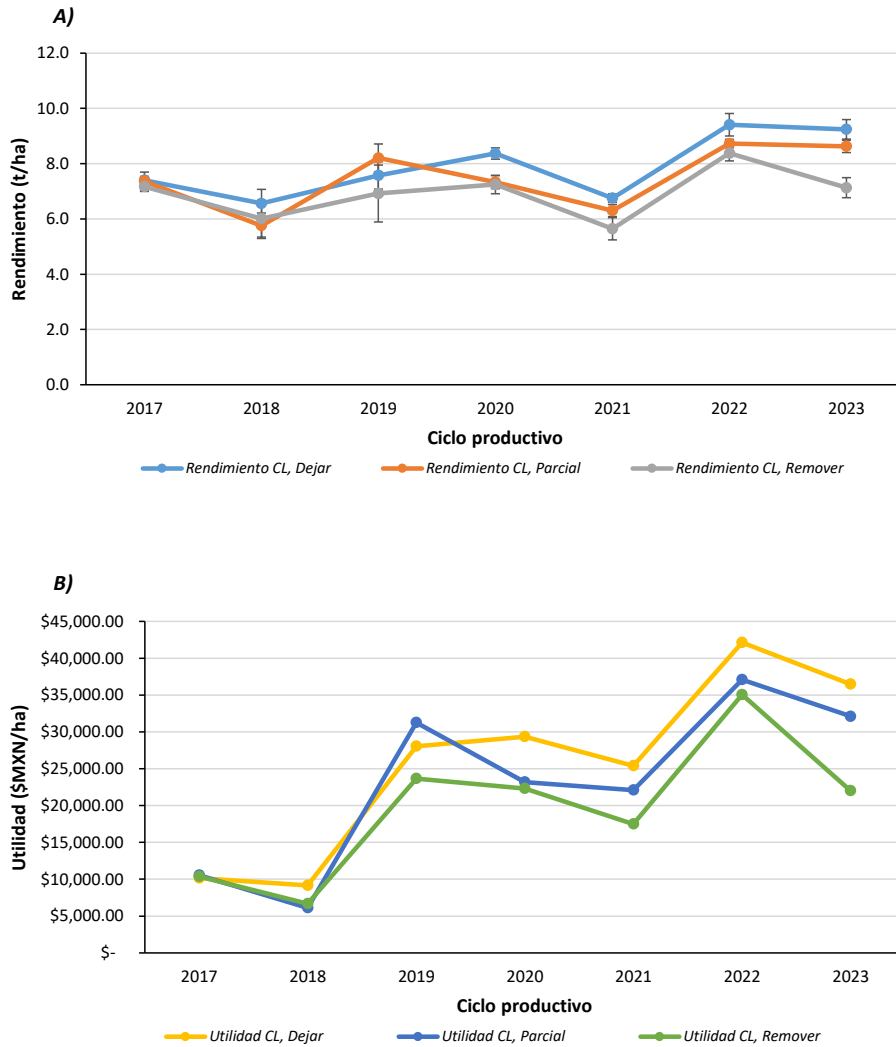 A)
12.0
10.0
8.0
6.0
4.0
2.0
0.0
Rendimiento (t/ha)
2017 2018 2019 2020 2021 2022 2023
Ciclo productivo
Rendimiento CL, Dejar Rendimiento CL, Parcial Rendimiento CL, Remover
B)
$45,000.00
$40,000.00
$35,000.00
$30,000.00
$25,000.00
$20,000.00
$15,000.00
$10,000.00
$5,000.00
$-
Utilidad ($MXN/ha)
2017 2018 2019 2020 2021 2022 2023
Ciclo productivo
Utilidad CL, Dejar Utilidad CL, Parcial Utilidad CL, Remover